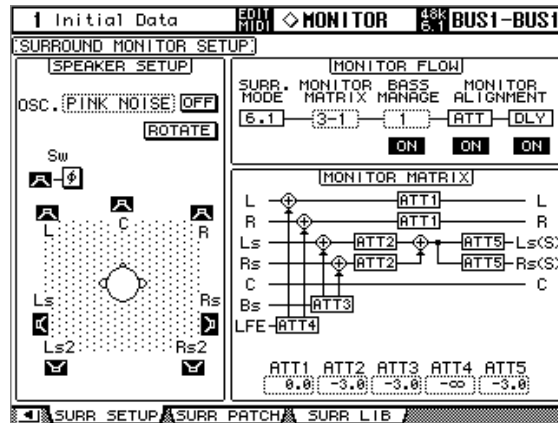 1 Initial Data EDIT MIDI ◇MONITOR 48k 6.1 BUS1-BUS1
SURROUND MONITOR SETUP
SPEAKER SETUP
OSC. PINK NOISE OFF
ROTATE
Sw
ø
L C R
Ls Rs
Ls2 Rs2
MONITOR FLOW
SURR. MONITOR BASS MONITOR
MODE MATRIX MANAGE ALIGNMENT
6.1 3-1 1 ATT DLY
ON ON ON
MONITOR MATRIX
L ATT1 L
R ATT1 R
Ls ATT2 ATT5 Ls(S)
Rs ATT2 ATT5 Rs(S)
C C
Bs ATT3
LFE ATT4
ATT1 ATT2 ATT3 ATT4 ATT5
0.0 -3.0 -3.0 -∞ -3.0
SURR SETUP SURR PATCH SURR LIB